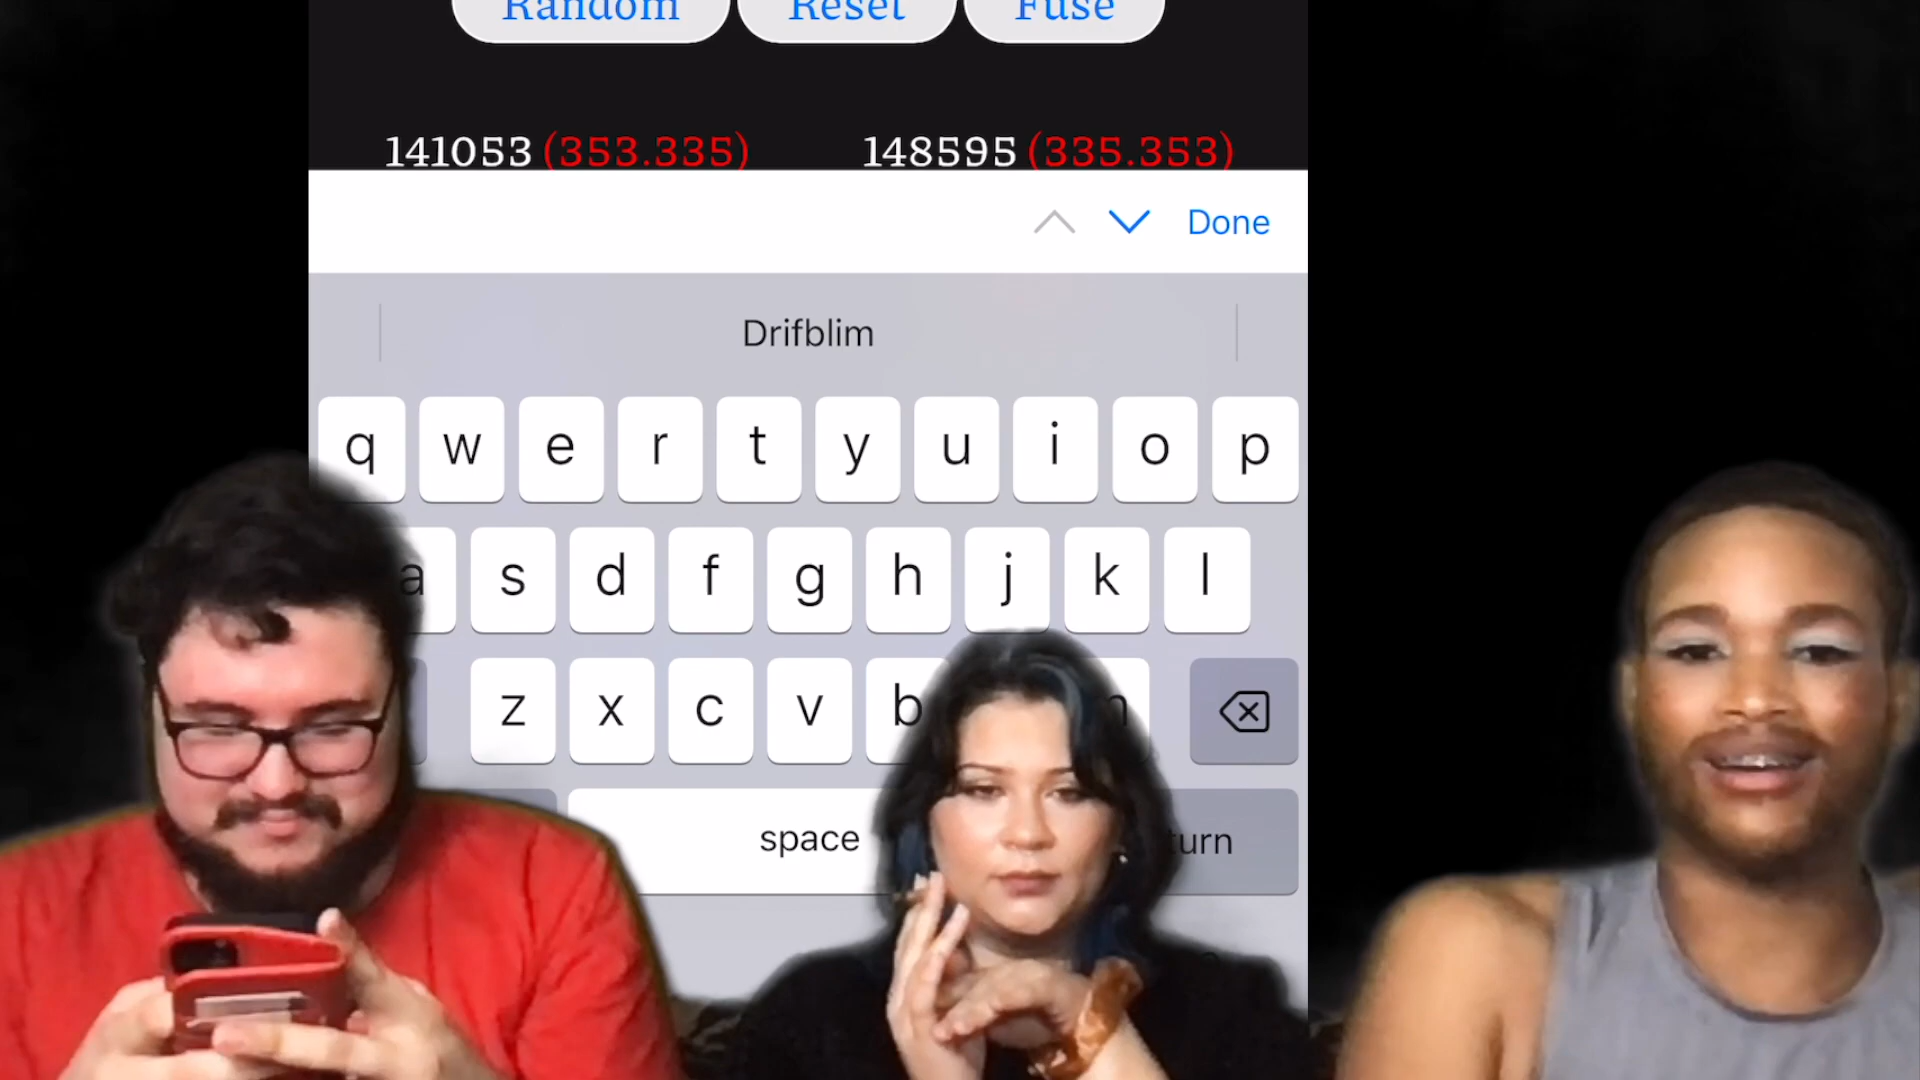 Random Reset Fuse
141053 (353.335) 148595 (335.353)
Done
Drifblim
q w e r t y u i o p
a s d f g h j k l
z x c v b
space